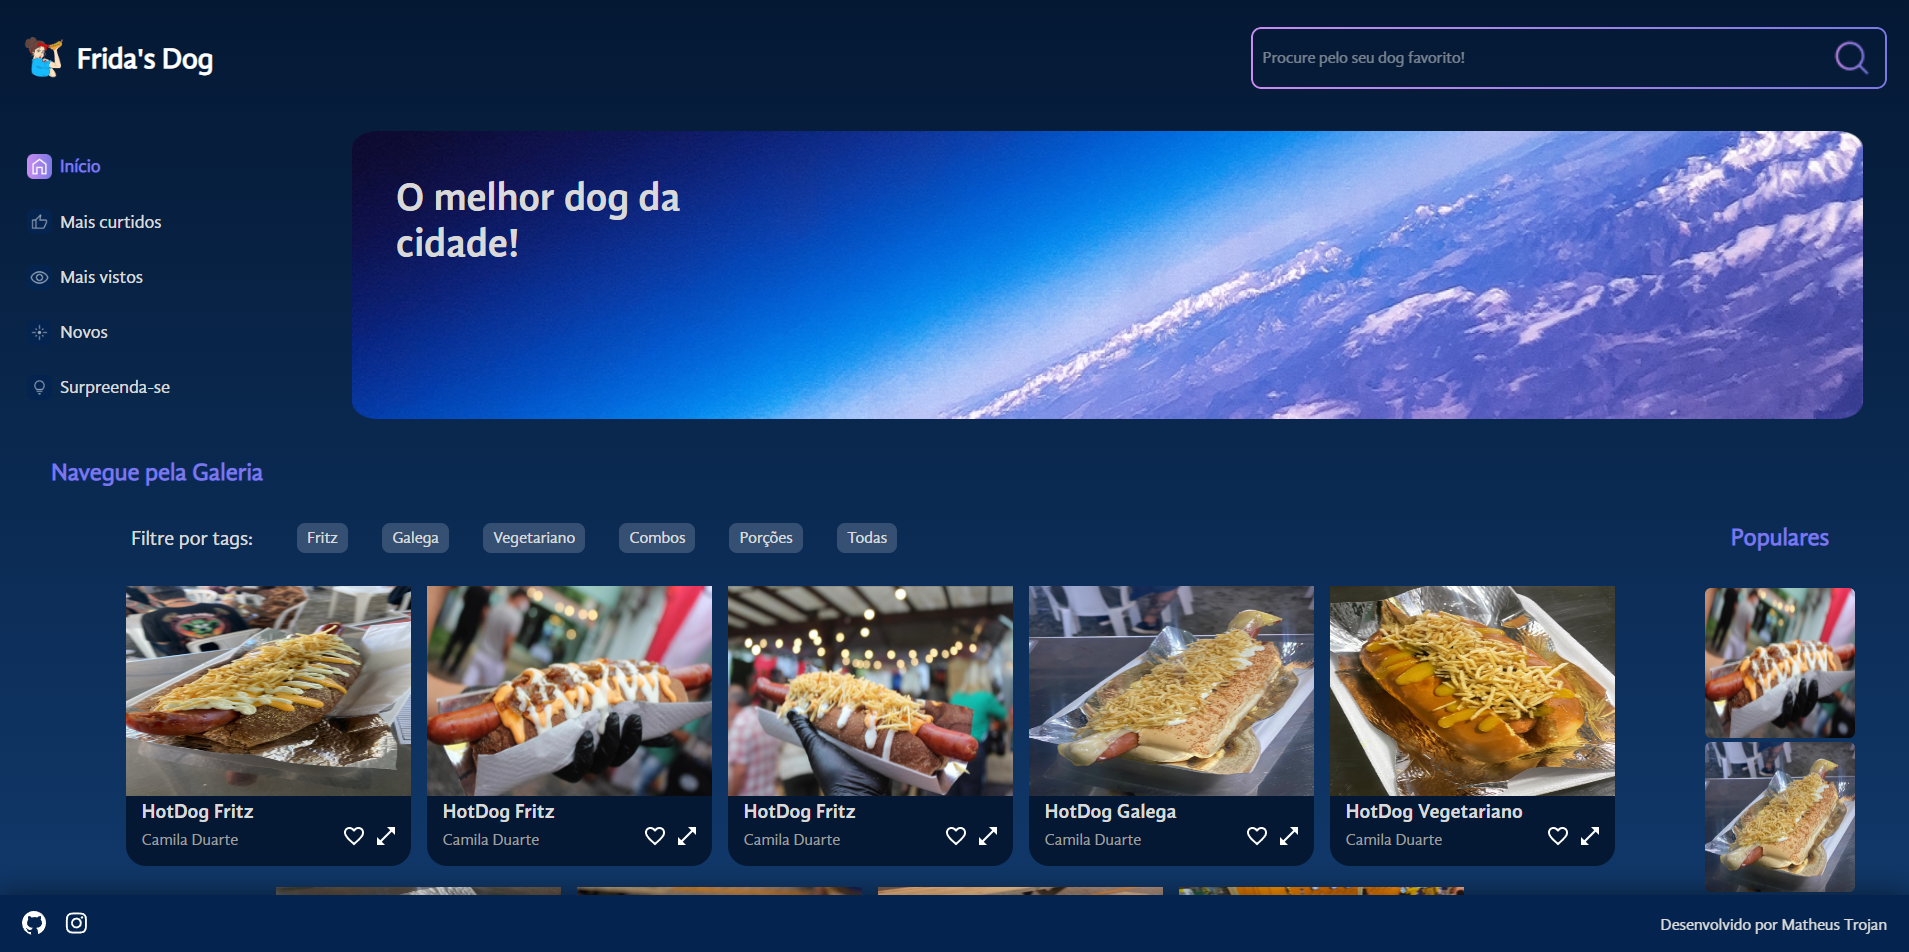 Frida's Dog
Procure pelo seu dog favorito!
Início
Mais curtidos
Mais vistos
Novos
Surpreenda-se
O melhor dog da
cidade!
Navegue pela Galeria
Filtre por tags:
Fritz
Galega
Vegetariano
Combos
Porções
Todas
Populares
HotDog Fritz
Camila Duarte
HotDog Fritz
Camila Duarte
HotDog Fritz
Camila Duarte
HotDog Galega
Camila Duarte
HotDog Vegetariano
Camila Duarte
Desenvolvido por Matheus Trojan